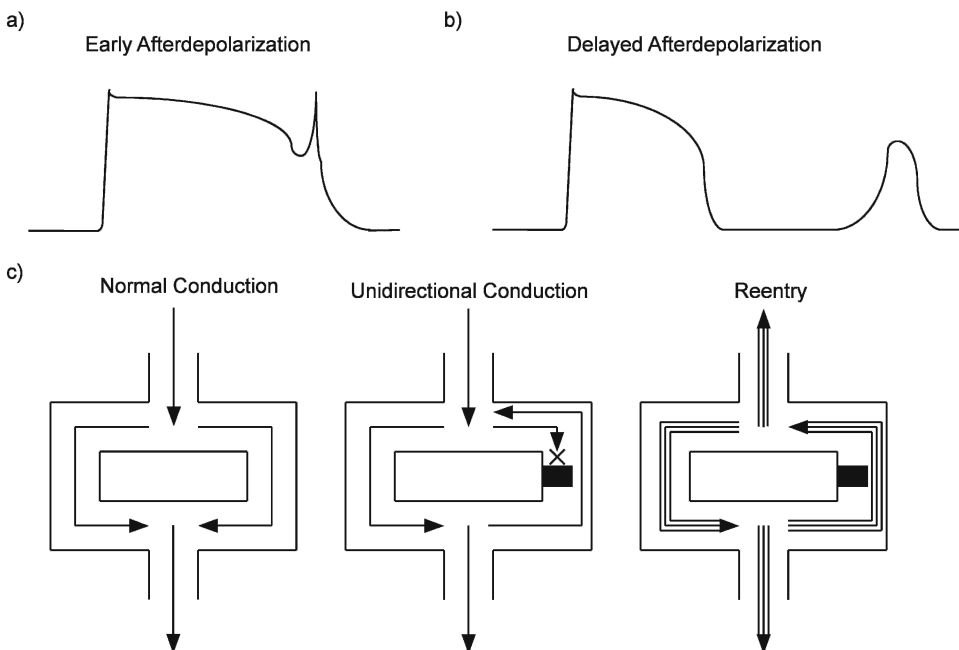 a)
Early Afterdepolarization
b)
Delayed Afterdepolarization
c)
Normal Conduction
Unidirectional Conduction
Reentry